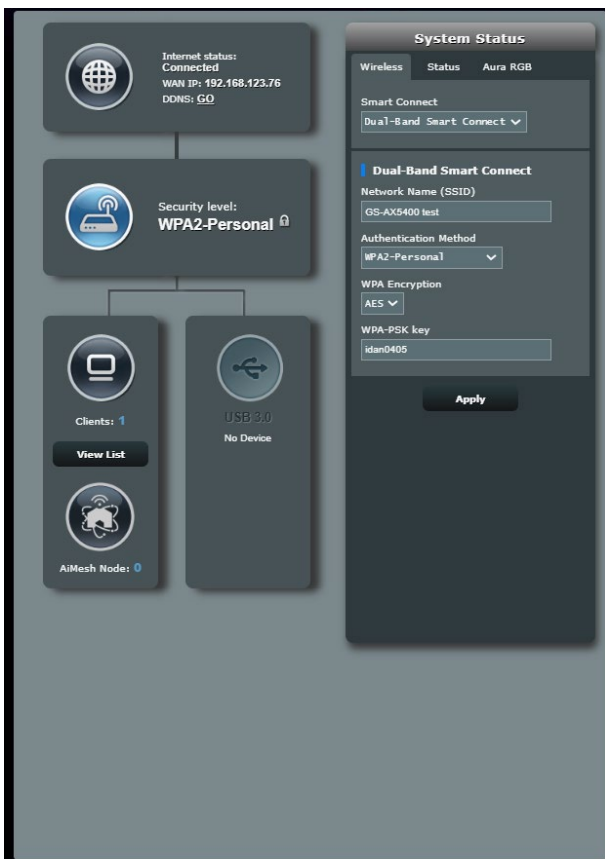 Internet status:
Connected
WAN IP: 192.168.123.76
DDNS: GO
Security level:
WPA2-Personal
Clients: 1
View List
AiMesh Node: 0
USB 3.0
No Device
System Status
Wireless Status Aura RGB
Smart Connect
Dual-Band Smart Connect
Dual-Band Smart Connect
Network Name (SSID)
GS-AX5400 test
Authentication Method
WPA2-Personal
WPA Encryption
AES
WPA-PSK key
idan0405
Apply